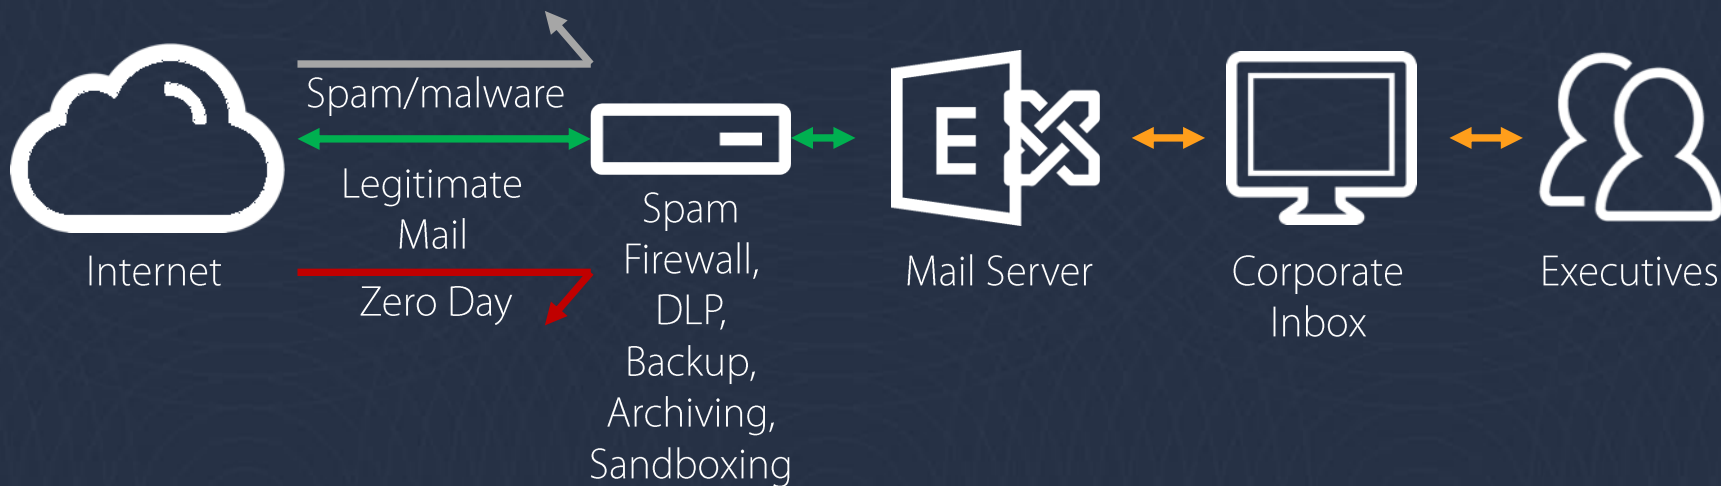 Spam/malware
Legitimate
Mail
Zero Day
Internet
Spam
Firewall,
DLP,
Backup,
Archiving,
Sandboxing
E
Mail Server
Corporate
Inbox
Executives